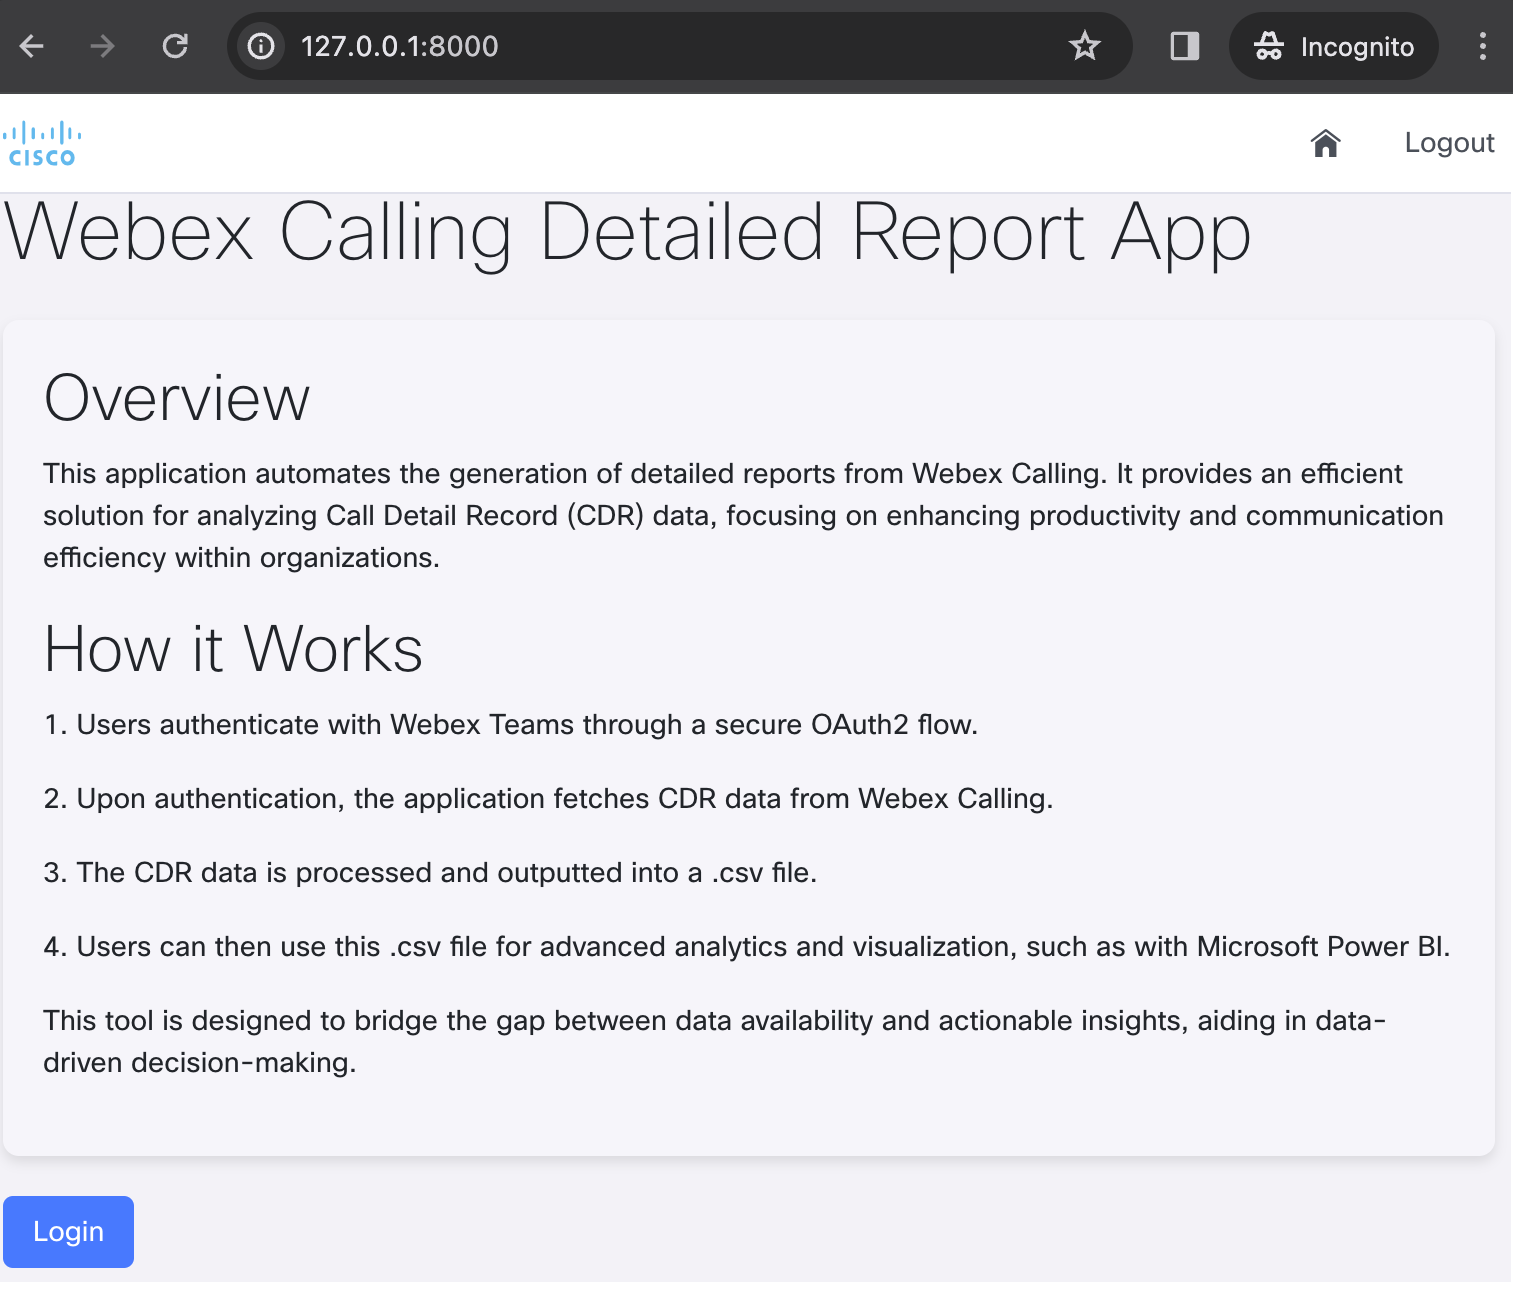 127.0.0.1:8000
Incognito
CISCO
Logout
Webex Calling Detailed Report App
Overview
This application automates the generation of detailed reports from Webex Calling. It provides an efficient
solution for analyzing Call Detail Record (CDR) data, focusing on enhancing productivity and communication
efficiency within organizations.
How it Works
1. Users authenticate with Webex Teams through a secure OAuth2 flow.
2. Upon authentication, the application fetches CDR data from Webex Calling.
3. The CDR data is processed and outputted into a .csv file.
4. Users can then use this .csv file for advanced analytics and visualization, such as with Microsoft Power BI.
This tool is designed to bridge the gap between data availability and actionable insights, aiding in data-
driven decision-making.
Login